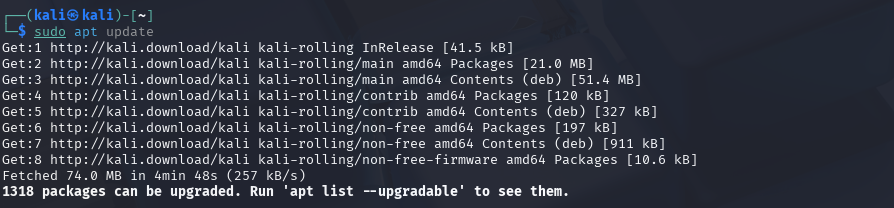 ┌──(kali㉿kali)-[~]
└─$ sudo apt update
Get:1 http://kali.download/kali kali-rolling InRelease [41.5 kB]
Get:2 http://kali.download/kali kali-rolling/main amd64 Packages [21.0 MB]
Get:3 http://kali.download/kali kali-rolling/main amd64 Contents (deb) [51.4 MB]
Get:4 http://kali.download/kali kali-rolling/contrib amd64 Packages [120 kB]
Get:5 http://kali.download/kali kali-rolling/contrib amd64 Contents (deb) [327 kB]
Get:6 http://kali.download/kali kali-rolling/non-free amd64 Packages [197 kB]
Get:7 http://kali.download/kali kali-rolling/non-free amd64 Contents (deb) [911 kB]
Get:8 http://kali.download/kali kali-rolling/non-free-firmware amd64 Packages [10.6 kB]
Fetched 74.0 MB in 4min 48s (257 kB/s)
1318 packages can be upgraded. Run 'apt list --upgradable' to see them.